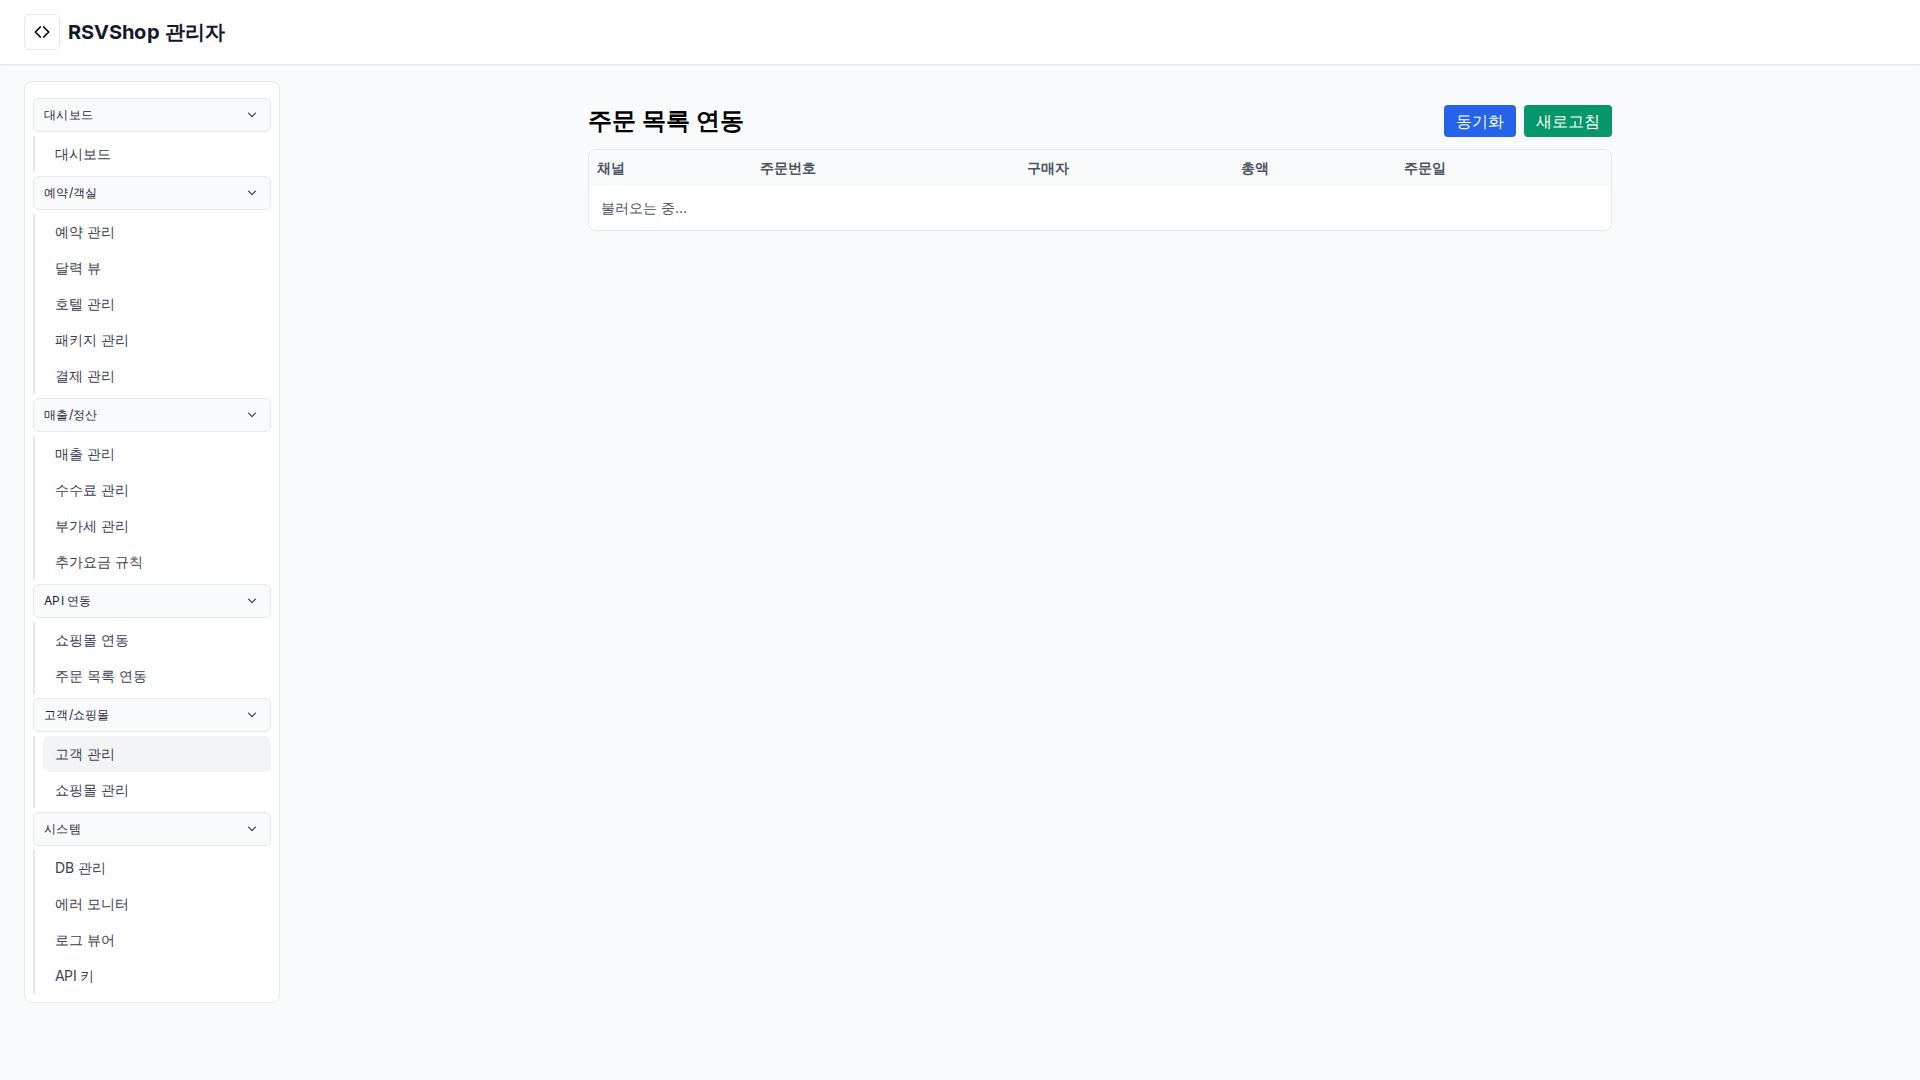 RSVShop 관리자
대시보드
대시보드
예약/객실
예약 관리
달력 뷰
호텔 관리
패키지 관리
결제 관리
매출/정산
매출 관리
수수료 관리
부가세 관리
추가요금 규칙
API 연동
쇼핑몰 연동
주문 목록 연동
고객/쇼핑몰
고객 관리
쇼핑몰 관리
시스템
DB 관리
에러 모니터
로그 뷰어
API 키
주문 목록 연동
동기화 새로고침
채널 주문번호 구매자 총액 주문일
불러오는 중...